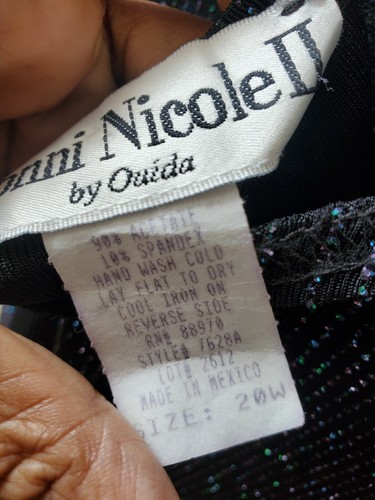 Nicole II
by Ouida
90% ACETATE
10% SPANDEX
HAND WASH COLD
LAY FLAT TO DRY
COOL IRON ON
REVERSE SIDE
RN# 88970
STYLE# 7628A
LOT# 2612
MADE IN MEXICO
SIZE: 20W